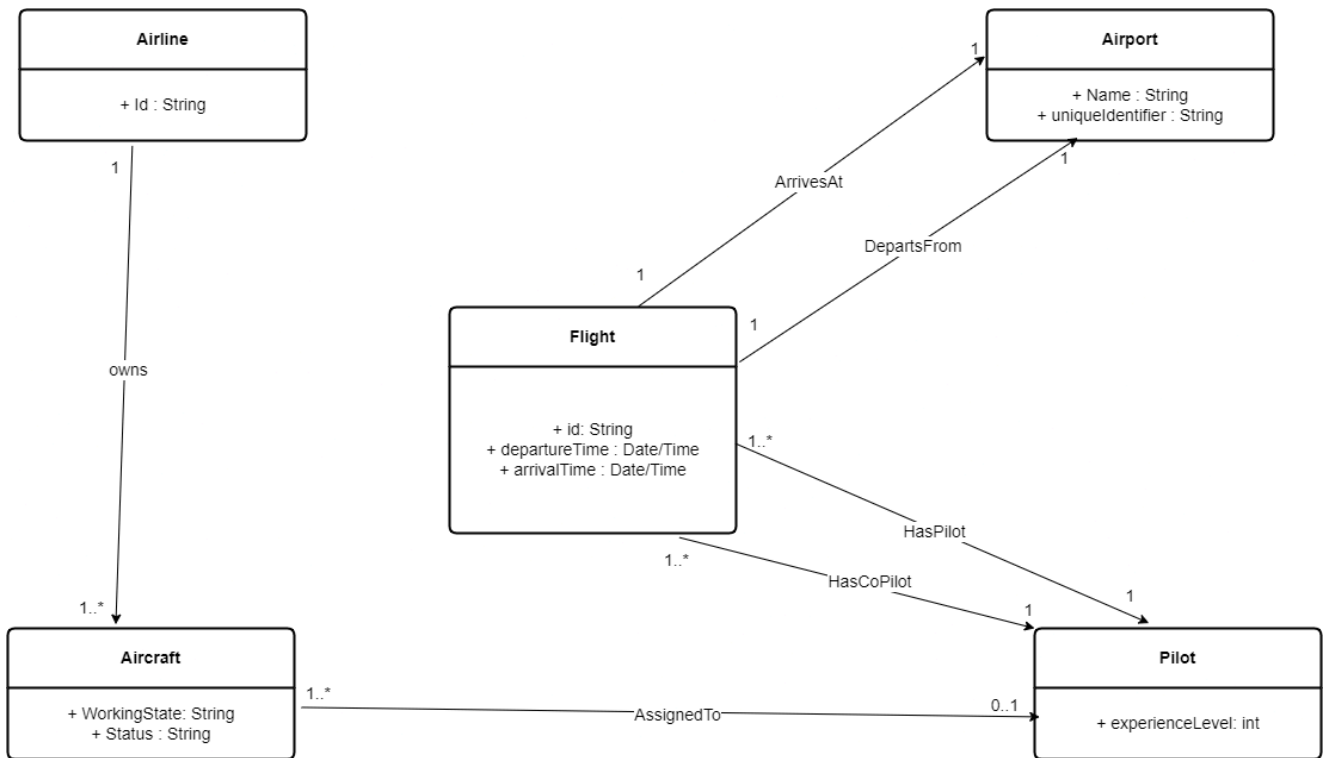 Airline
+ Id : String
1
owns
1..*
Airport
+ Name : String
+ uniqueIdentifier : String
1
1
ArrivesAt
DepartsFrom
1
1
Flight
+ id: String
+ departureTime : Date/Time
+ arrivalTime : Date/Time
1..*
HasPilot
1
1..*
HasCoPilot
1
Aircraft
+ WorkingState: String
+ Status : String
1..*
AssignedTo
0..1
Pilot
+ experienceLevel: int